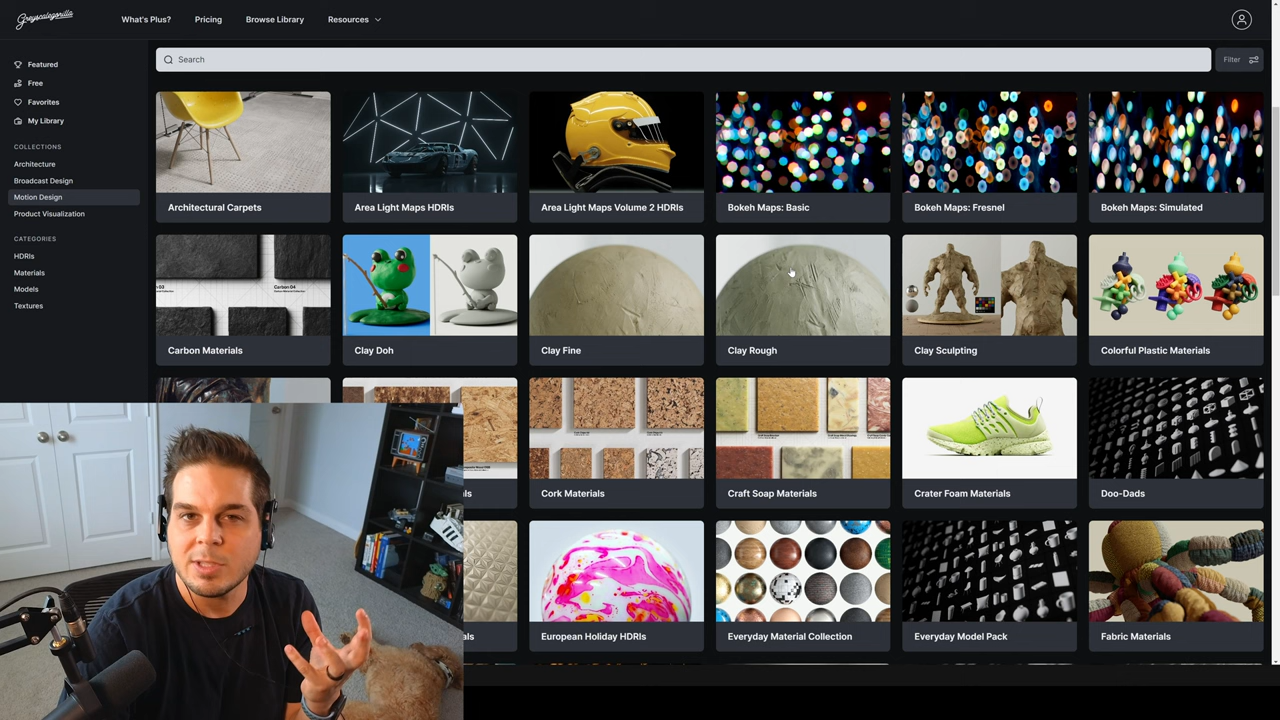 Greyscalegorilla
What's Plus?
Pricing
Browse Library
Resources
Search
Filter
Featured
Free
Favorites
My Library
COLLECTIONS
Architecture
Broadcast Design
Motion Design
Product Visualization
CATEGORIES
HDRIs
Materials
Models
Textures
Architectural Carpets
Area Light Maps HDRIs
Area Light Maps Volume 2 HDRIs
Bokeh Maps: Basic
Bokeh Maps: Fresnel
Bokeh Maps: Simulated
Carbon 04
Carbon Materials
Clay Doh
Clay Fine
Clay Rough
Clay Sculpting
Colorful Plastic Materials
ls
Cork Materials
Craft Soap Materials
Crater Foam Materials
Doo-Dads
ls
European Holiday HDRIs
Everyday Material Collection
Everyday Model Pack
Fabric Materials